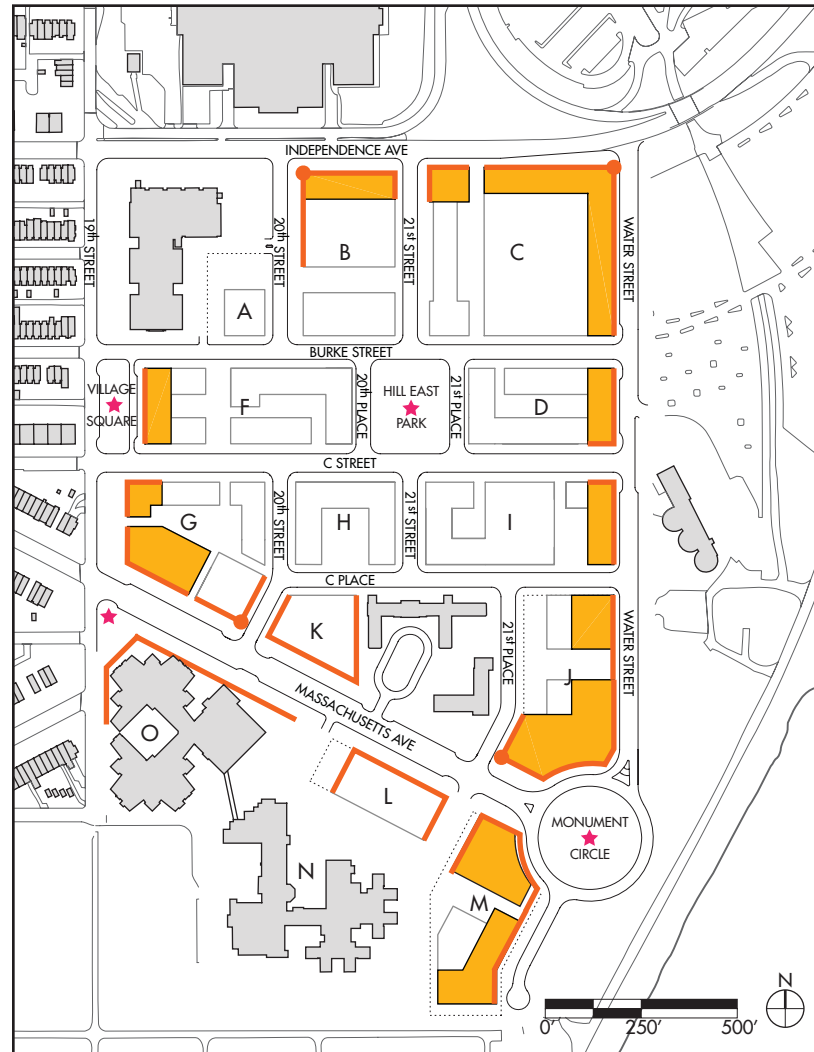 INDEPENDENCE AVE
19th STREET
20th STREET
B
21st STREET
C
WATER STREET
A
BURKE STREET
VILLAGE
SQUARE
F
20th PLACE
HILL EAST
PARK
21st PLACE
D
C STREET
G
20th STREET
H
21st STREET
I
C PLACE
K
21st PLACE
WATER STREET
J
MASSACHUSETTS AVE
O
L
MONUMENT
CIRCLE
N
M
N
0' 250' 500'